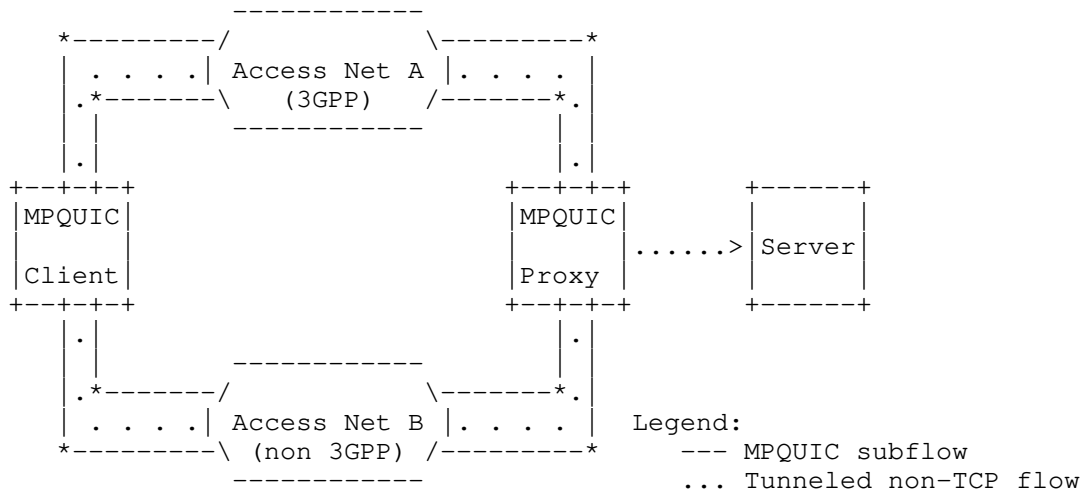 Access Net A
(3GPP)
MPQUIC MPQUIC
Server
Client Proxy
Access Net B Legend:
(non 3GPP) --- MPQUIC subflow
... Tunneled non-TCP flow